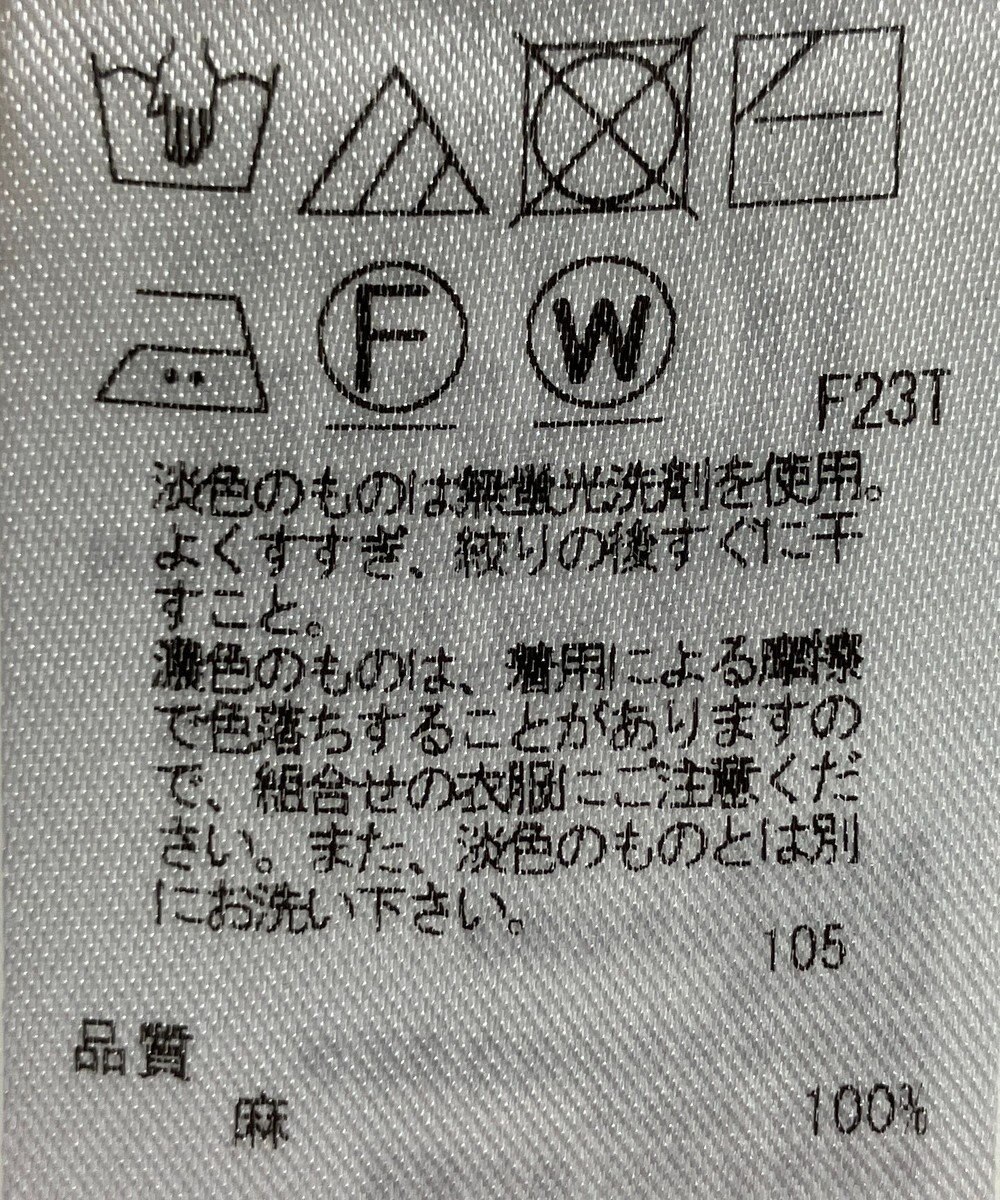 F W
F23T
淡色のものは無蛍光洗剤を使用。
よくすすぎ、絞りの後すぐに干
すこと。
濃色のものは、着用による摩擦
で色落ちすることがありますの
で、組合せの衣服にご注意くだ
さい。また、淡色のものとは別
にお洗い下さい。
105
品質
麻 100%